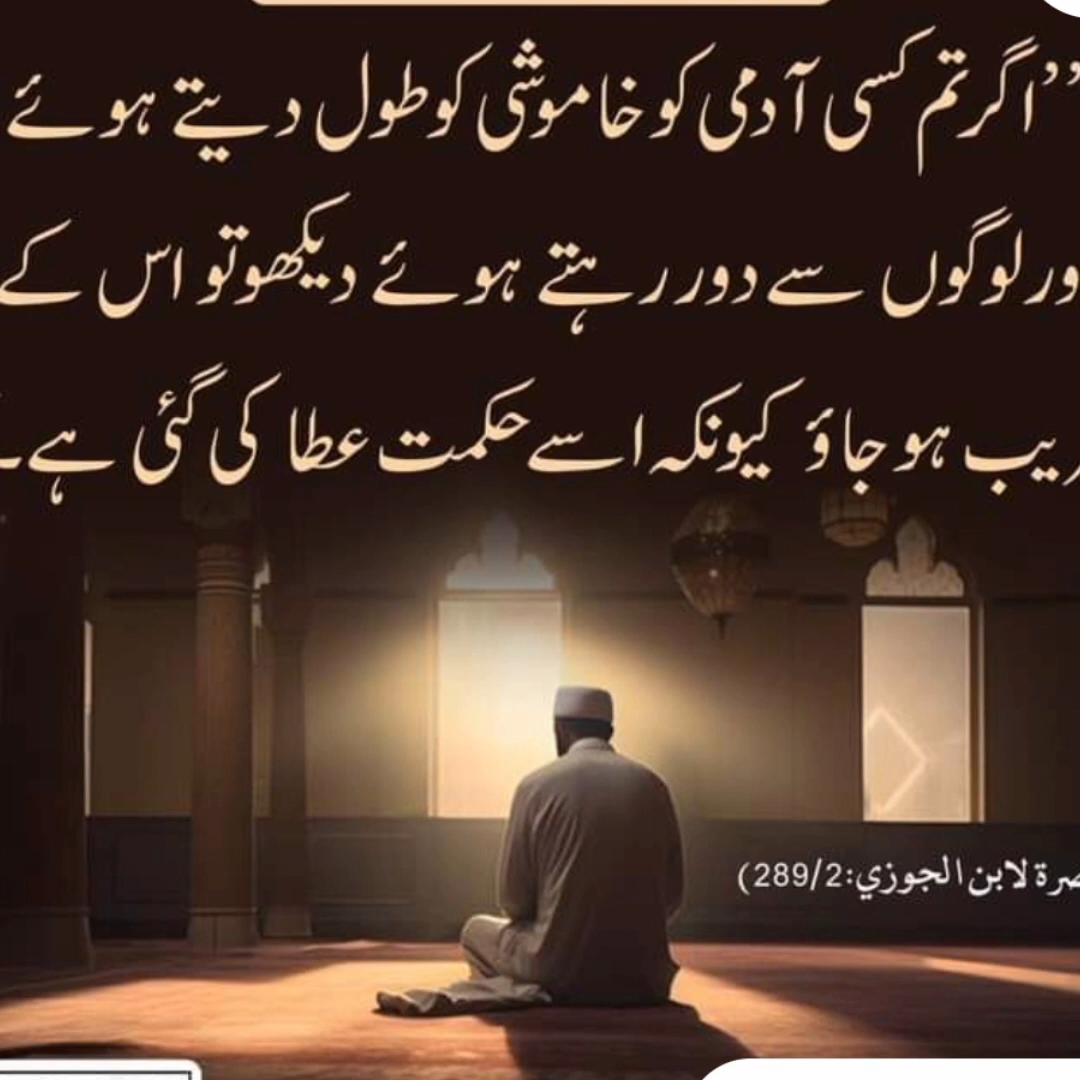 ”اگر تم کسی آدمی کو خاموشی کو طول دیتے ہوئے
ور لوگوں سے دور رہتے ہوئے دیکھو تو اس کے
ریب ہو جاؤ کیونکہ اسے حکمت عطا کی گئی ہے۔
صرة لابن الجوزي:289/2)